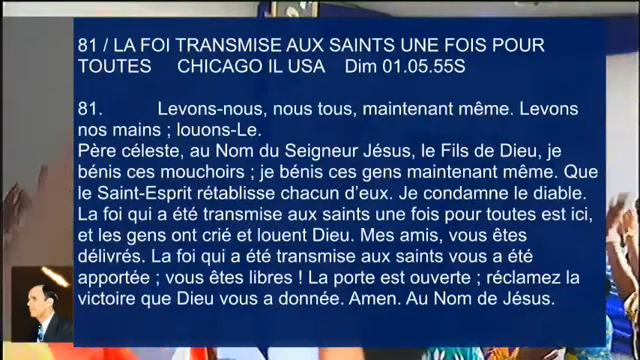 81 / LA FOI TRANSMISE AUX SAINTS UNE FOIS POUR
TOUTES CHICAGO IL USA Dim 01.05.55S
81. Levons-nous, nous tous, maintenant même. Levons
nos mains ; louons-Le.
Père céleste, au Nom du Seigneur Jésus, le Fils de Dieu, je
bénis ces mouchoirs ; je bénis ces gens maintenant même. Que
le Saint-Esprit rétablisse chacun d'eux. Je condamne le diable.
La foi qui a été transmise aux saints une fois pour toutes est ici,
et les gens ont crié et louent Dieu. Mes amis, vous êtes
délivrés. La foi qui a été transmise aux saints vous a été
apportée ; vous êtes libres ! La porte est ouverte ; réclamez la
victoire que Dieu vous a donnée. Amen. Au Nom de Jésus.